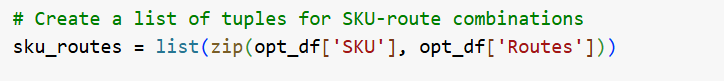 # Create a list of tuples for SKU-route combinations
sku_routes = list(zip(opt_df['SKU'], opt_df['Routes']))